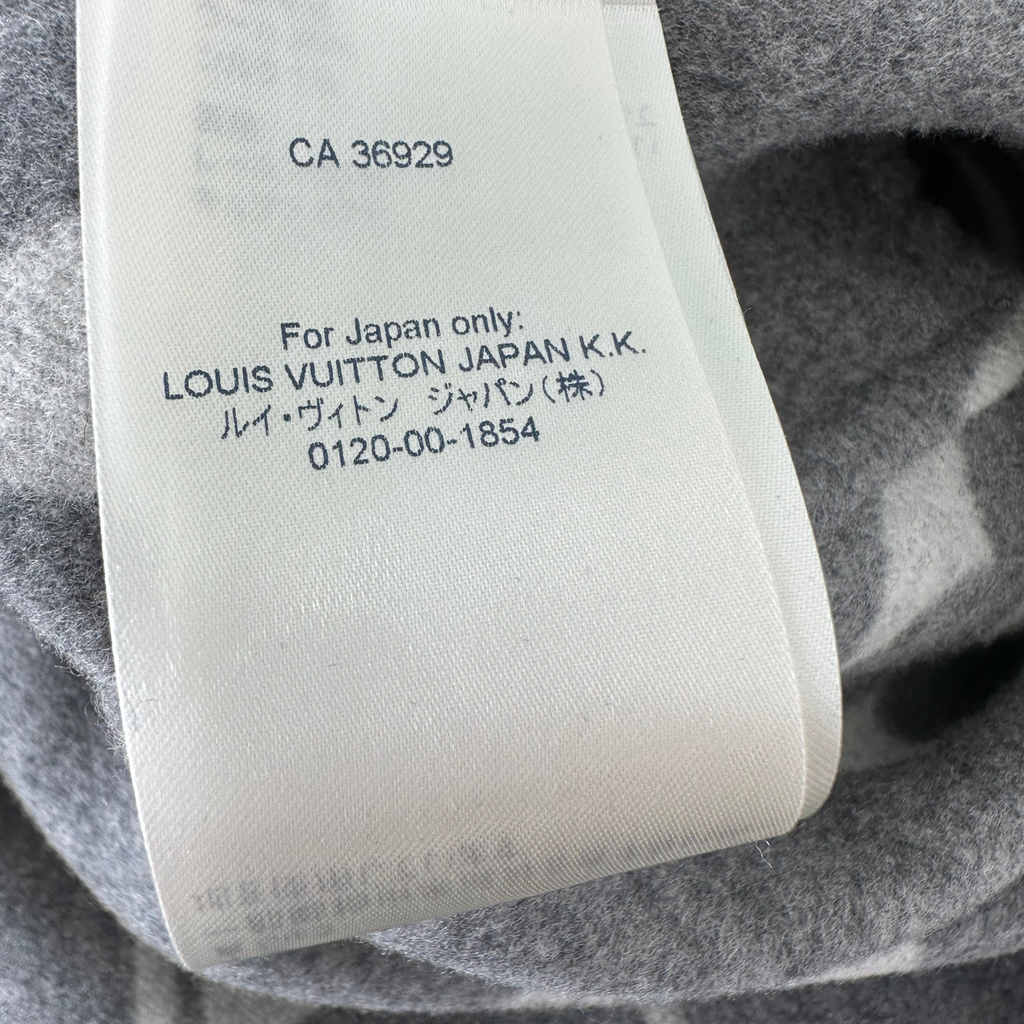 CA 36929
For Japan only:
LOUIS VUITTON JAPAN K.K.
ルイ・ヴィトン ジャパン(株)
0120-00-1854